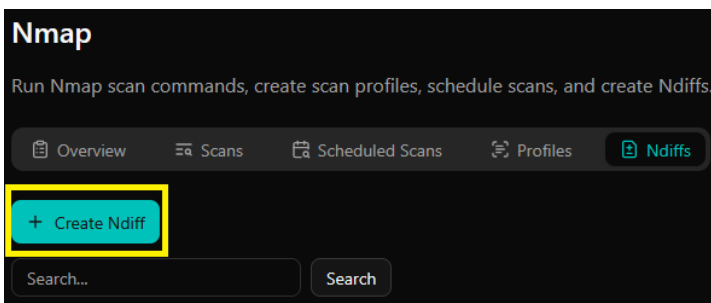 Nmap
Run Nmap scan commands, create scan profiles, schedule scans, and create Ndiffs.
Overview Scans Scheduled Scans Profiles Ndiffs
+ Create Ndiff
Search... Search